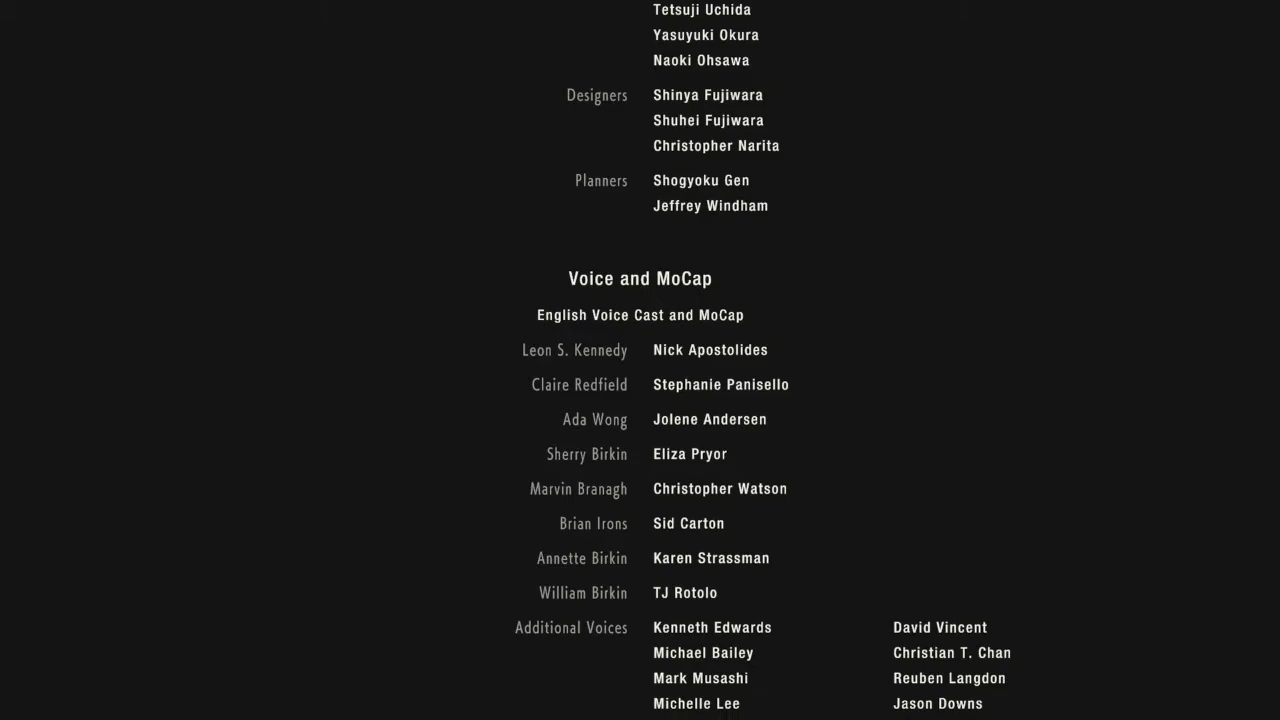 Tetsuji Uchida
Yasuyuki Okura
Naoki Ohsawa
Designers Shinya Fujiwara
Shuhei Fujiwara
Christopher Narita
Planners Shogyoku Gen
Jeffrey Windham
Voice and MoCap
English Voice Cast and MoCap
Leon S. Kennedy Nick Apostolides
Claire Redfield Stephanie Panisello
Ada Wong Jolene Andersen
Sherry Birkin Eliza Pryor
Marvin Branagh Christopher Watson
Brian Irons Sid Carton
Annette Birkin Karen Strassman
William Birkin TJ Rotolo
Additional Voices Kenneth Edwards David Vincent
Michael Bailey Christian T. Chan
Mark Musashi Reuben Langdon
Michelle Lee Jason Downs